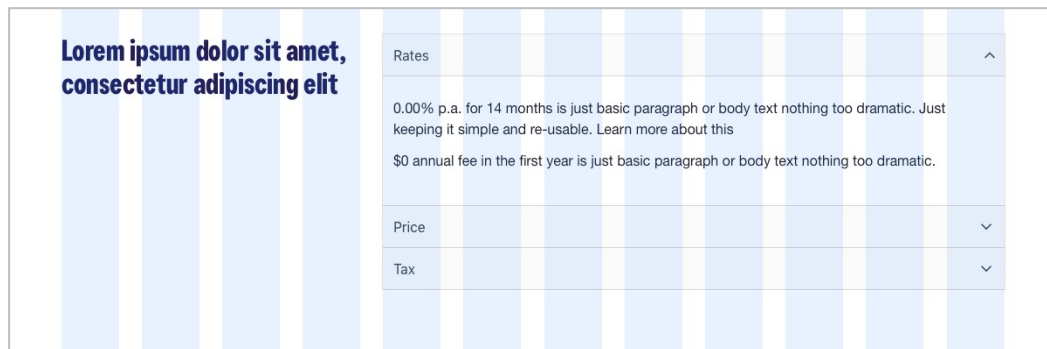 Lorem ipsum dolor sit amet,
consectetur adipiscing elit
Rates
0.00% p.a. for 14 months is just basic paragraph or body text nothing too dramatic. Just
keeping it simple and re-usable. Learn more about this
$0 annual fee in the first year is just basic paragraph or body text nothing too dramatic.
Price
Tax